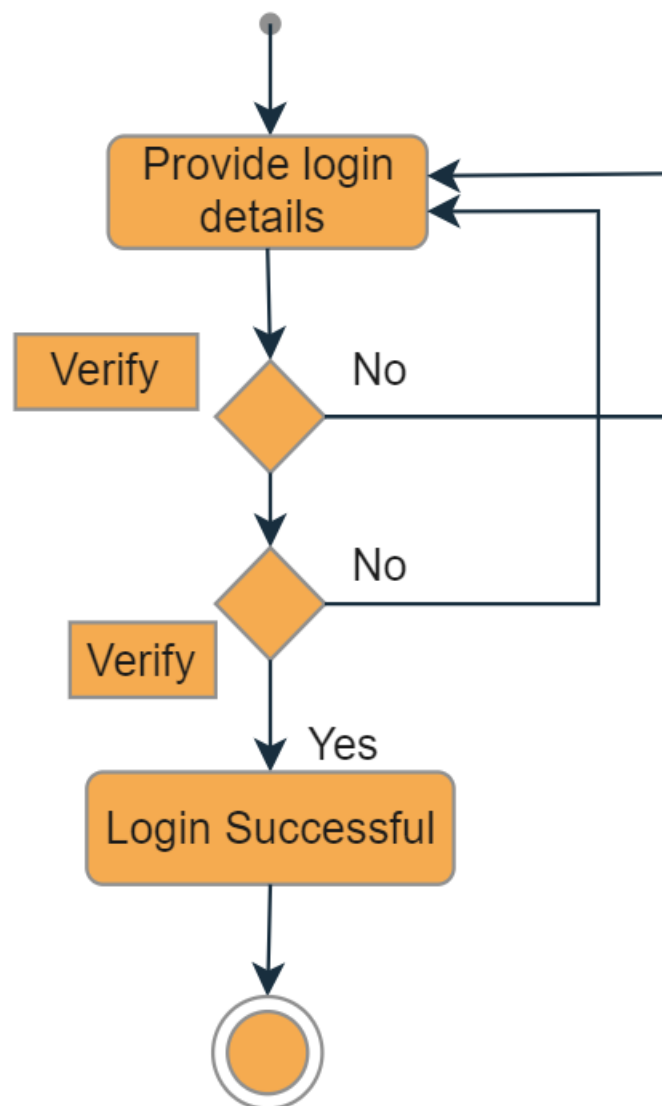 Provide login
details
Verify
No
No
Verify
Yes
Login Successful